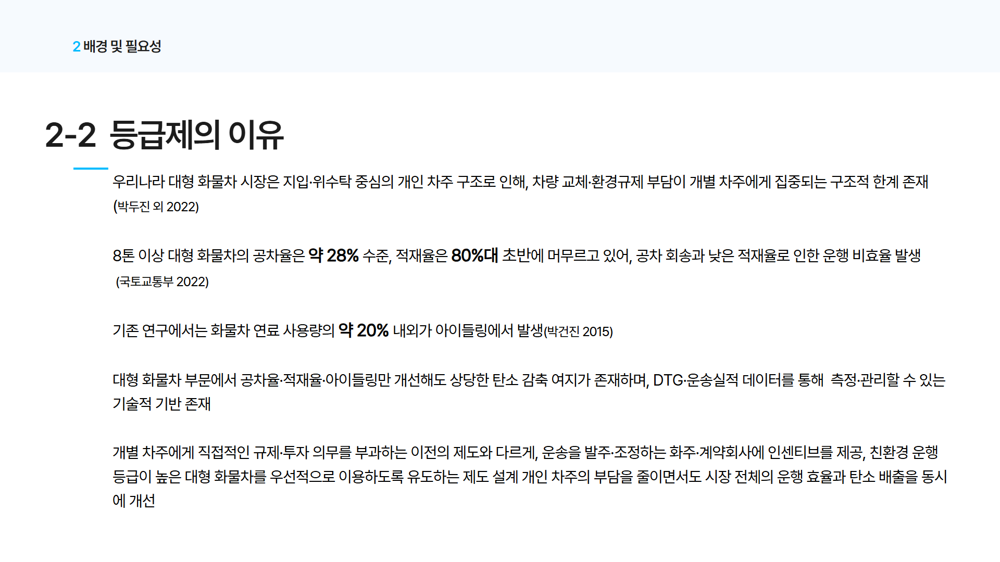 2 배경 및 필요성
2-2 등급제의 이유
우리나라 대형 화물차 시장은 지입·위수탁 중심의 개인 차주 구조로 인해, 차량 교체·환경규제 부담이 개별 차주에게 집중되는 구조적 한계 존재
(박두진 외 2022)
8톤 이상 대형 화물차의 공차율은 약 28% 수준, 적재율은 80%대 초반에 머무르고 있어, 공차 회송과 낮은 적재율로 인한 운행 비효율 발생
(국토교통부 2022)
기존 연구에서는 화물차 연료 사용량의 약 20% 내외가 아이들링에서 발생(박건진 2015)
대형 화물차 부문에서 공차율·적재율·아이들링만 개선해도 상당한 탄소 감축 여지가 존재하며, DTG·운송실적 데이터를 통해 측정·관리할 수 있는
기술적 기반 존재
개별 차주에게 직접적인 규제·투자 의무를 부과하는 이전의 제도와 다르게, 운송을 발주·조정하는 화주·계약회사에 인센티브를 제공, 친환경 운행
등급이 높은 대형 화물차를 우선적으로 이용하도록 유도하는 제도 설계 개인 차주의 부담을 줄이면서도 시장 전체의 운행 효율과 탄소 배출을 동시
에 개선